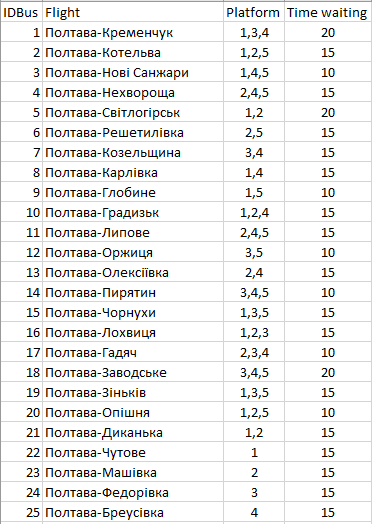 IDBus Flight Platform Time waiting
1 Полтава-Кременчук 1,3,4 20
2 Полтава-Котельва 1,2,5 15
3 Полтава-Нові Санжари 1,4,5 10
4 Полтава-Нехвороща 2,4,5 15
5 Полтава-Світлогірськ 1,2 20
6 Полтава-Решетилівка 2,5 15
7 Полтава-Козельщина 3,4 15
8 Полтава-Карлівка 1,4 15
9 Полтава-Глобине 1,5 10
10 Полтава-Градизьк 1,2,4 15
11 Полтава-Липове 2,4,5 15
12 Полтава-Оржиця 3,5 10
13 Полтава-Олексіївка 2,4 15
14 Полтава-Пирятин 3,4,5 10
15 Полтава-Чорнухи 1,3,5 15
16 Полтава-Лохвиця 1,2,3 15
17 Полтава-Гадяч 2,3,4 10
18 Полтава-Заводське 3,4,5 20
19 Полтава-Зіньків 1,3,5 15
20 Полтава-Опішня 1,2,5 10
21 Полтава-Диканька 1,2 15
22 Полтава-Чутове 1 15
23 Полтава-Машівка 2 15
24 Полтава-Федорівка 3 15
25 Полтава-Бреусівка 4 15